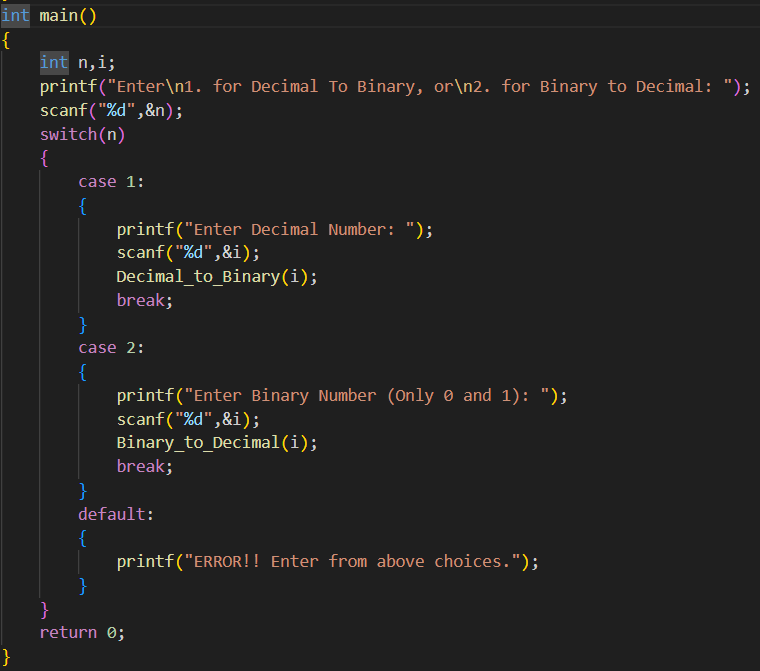 int main()
{
    int n,i;
    printf("Enter\n1. for Decimal To Binary, or\n2. for Binary to Decimal: ");
    scanf("%d",&n);
    switch(n)
    {
        case 1:
        {
            printf("Enter Decimal Number: ");
            scanf("%d",&i);
            Decimal_to_Binary(i);
            break;
        }
        case 2:
        {
            printf("Enter Binary Number (Only 0 and 1): ");
            scanf("%d",&i);
            Binary_to_Decimal(i);
            break;
        }
        default:
        {
            printf("ERROR!! Enter from above choices.");
        }
    }
    return 0;
}